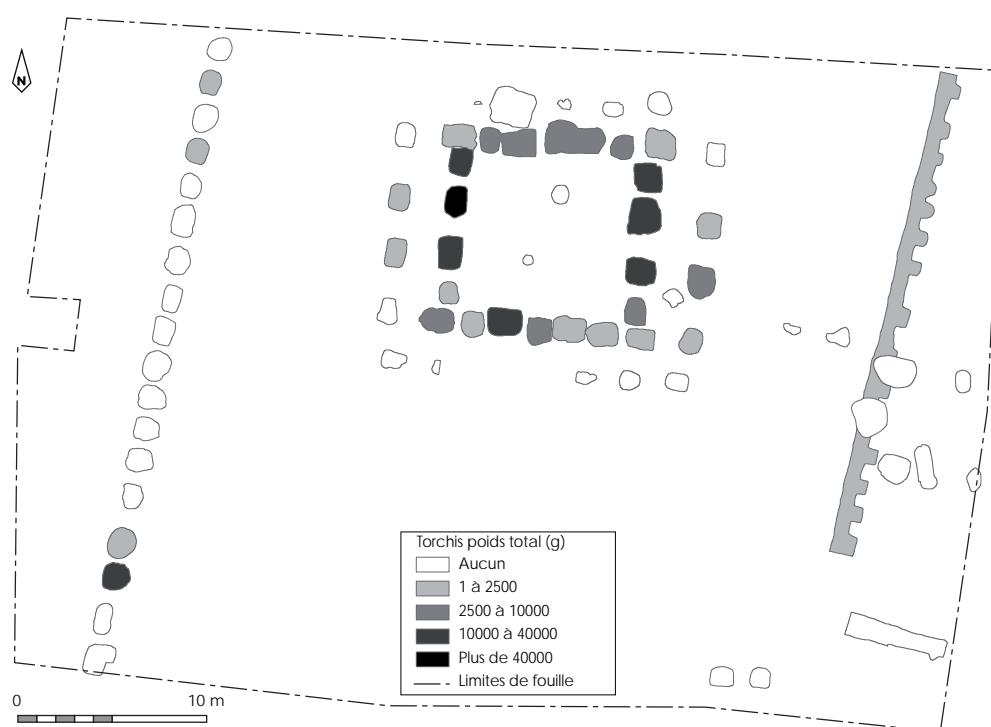 N
Torchis poids total (g)
Aucun
1 à 2500
2500 à 10000
10000 à 40000
Plus de 40000
Limites de fouille
0 10 m